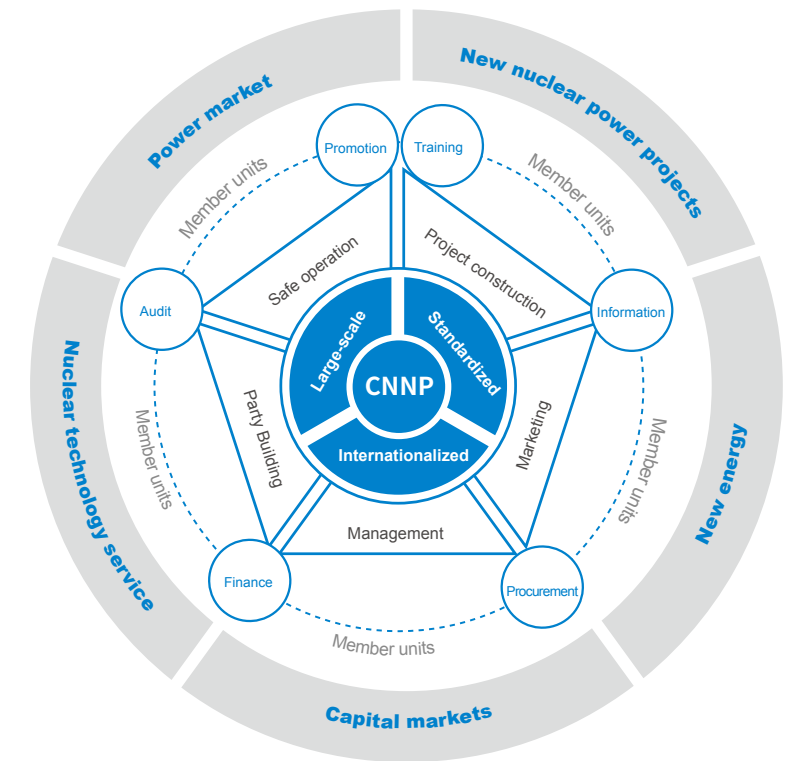 New nuclear power projects
Power market
Promotion
Training
Member units
Member units
Safe operation
Project construction
Audit
Information
Large-scale
Standardized
CNNP
Nuclear technology service
New energy
Member units
Party Building
Marketing
Member units
Internationalized
Management
Finance
Procurement
Member units
Capital markets